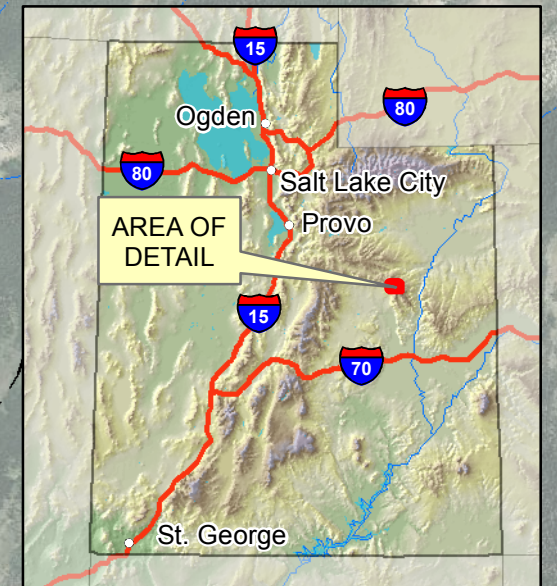 15
Ogden
80
80
Salt Lake City
AREA OF
DETAIL
Provo
15
70
St. George